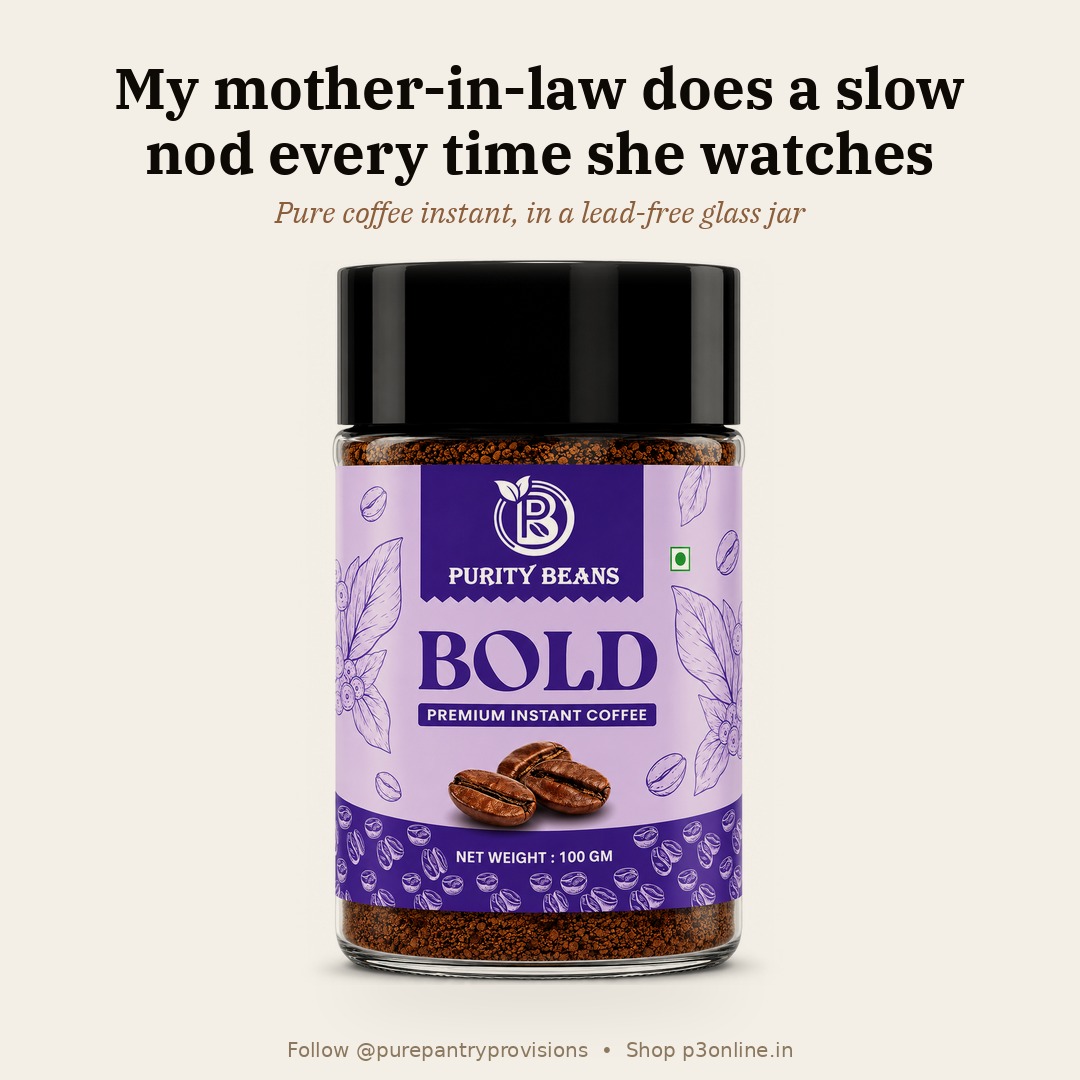 My mother-in-law does a slow
nod every time she watches
Pure coffee instant, in a lead-free glass jar
PURITY BEANS
BOLD
PREMIUM INSTANT COFFEE
NET WEIGHT : 100 GM
Follow @purepantryprovisions • Shop p3online.in